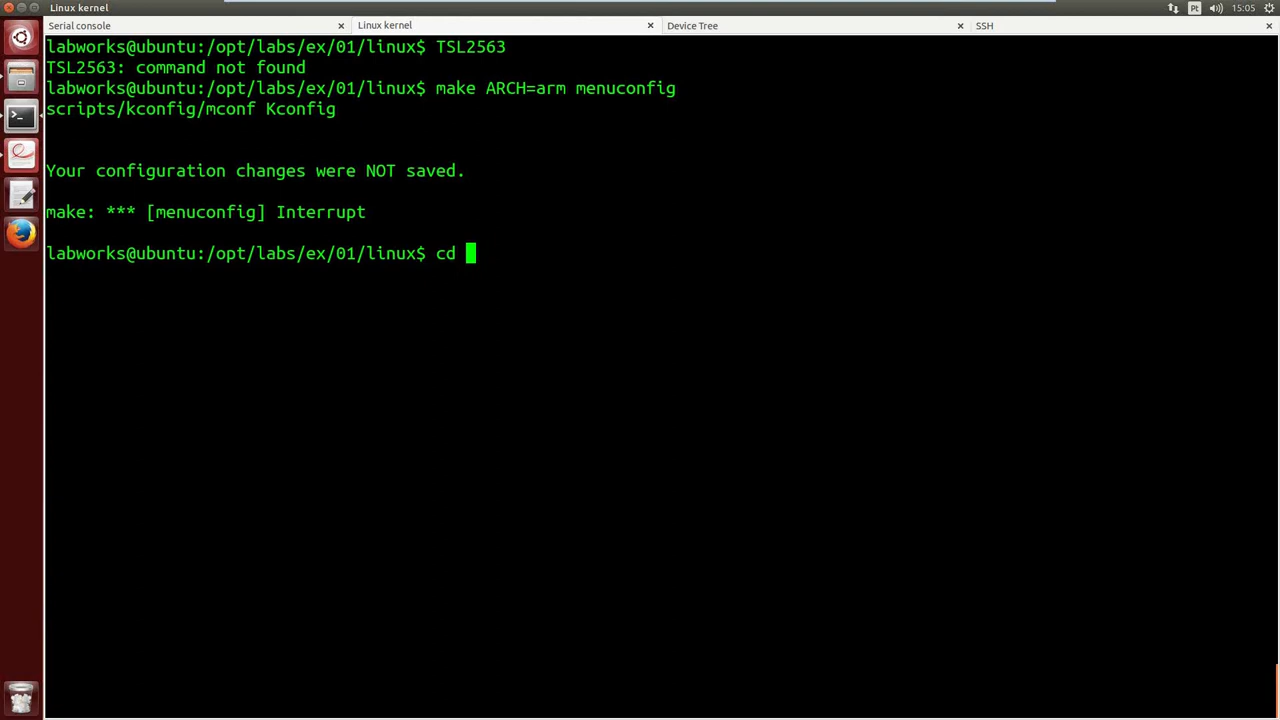 Linux kernel
Pt
15:05
Serial console
Linux kernel
Device Tree
SSH
labworks@ubuntu:/opt/labs/ex/01/linux$ TSL2563
TSL2563: command not found
labworks@ubuntu:/opt/labs/ex/01/linux$ make ARCH=arm menuconfig
scripts/kconfig/mconf Kconfig
Your configuration changes were NOT saved.
make: *** [menuconfig] Interrupt
labworks@ubuntu:/opt/labs/ex/01/linux$ cd